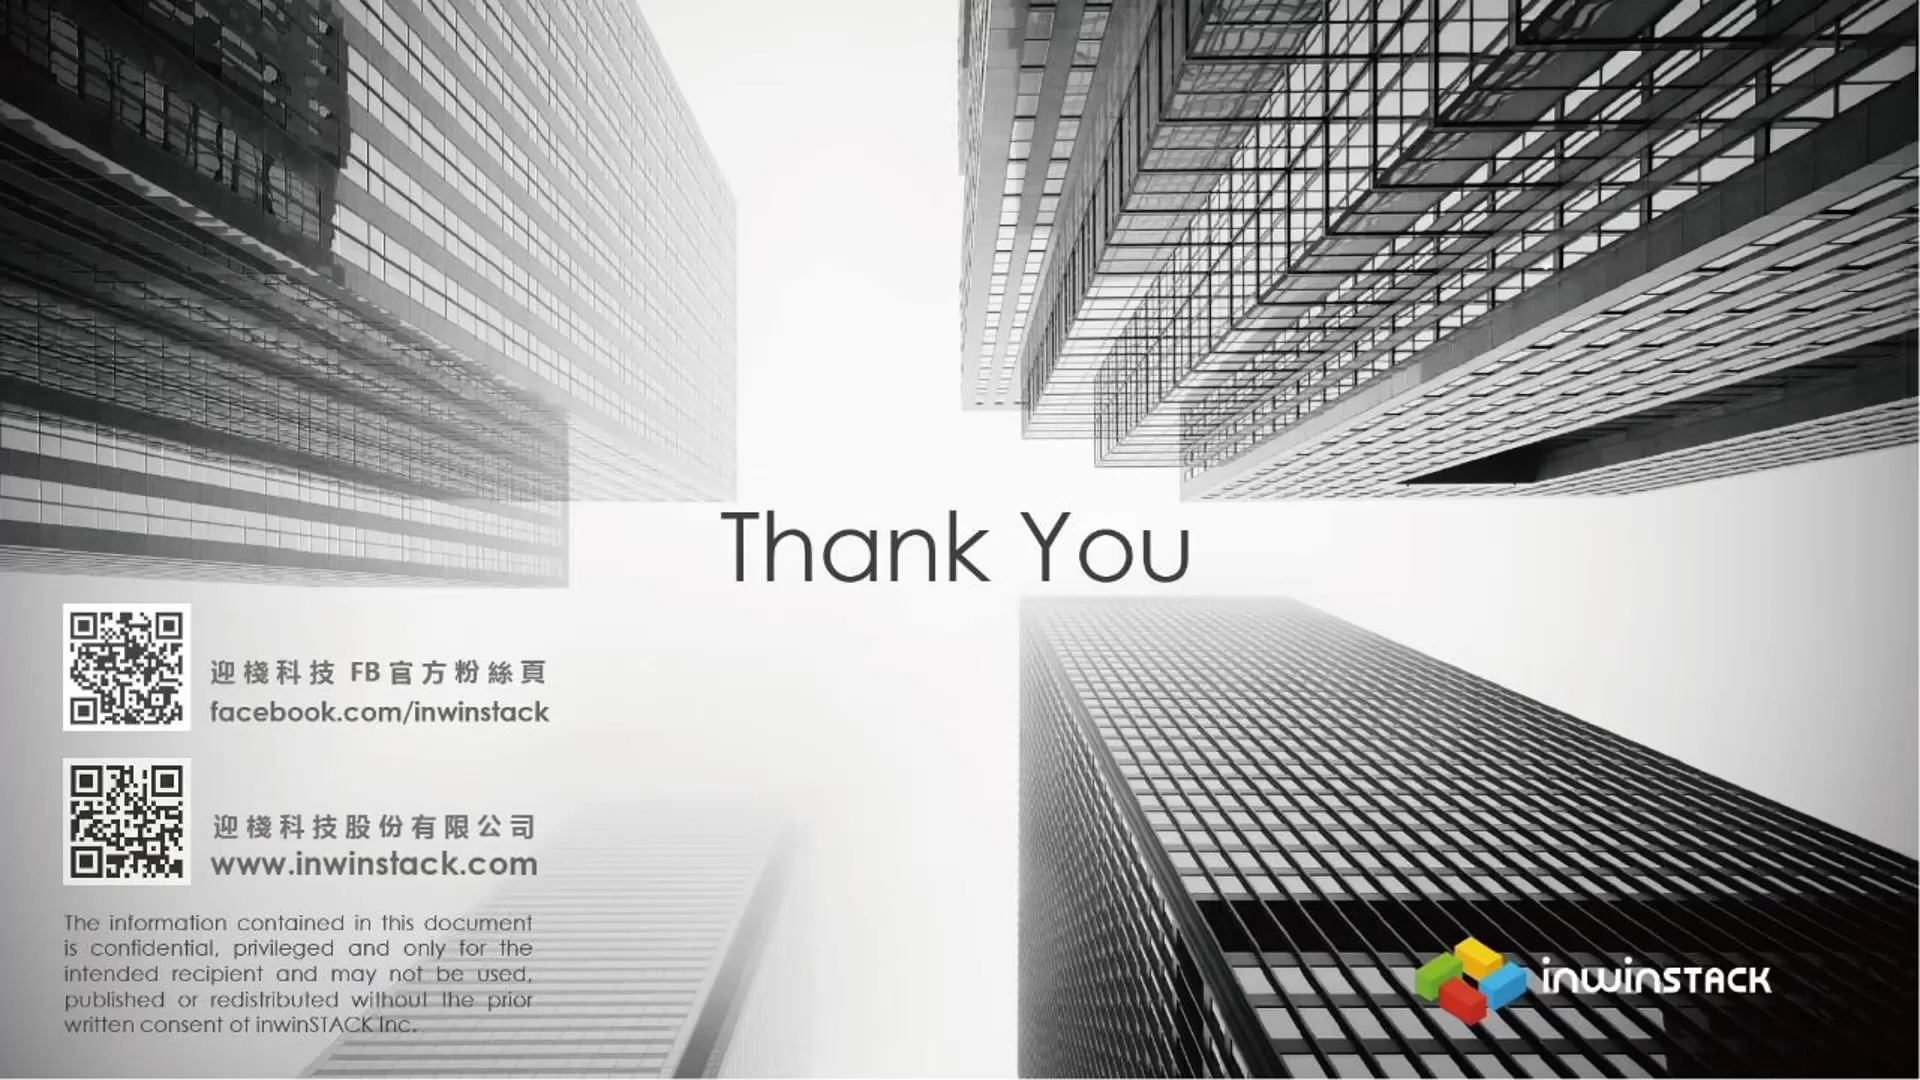 Thank You
迎棧科技 FB官方粉絲頁
facebook.com/inwinstack
迎棧科技股份有限公司
www.inwinstack.com
The information contained in this document
is confidential, privileged and only for the
intended recipient and may not be used,
published or redistributed without the prior
written consent of inwinSTACK Inc.
inwinSTACK